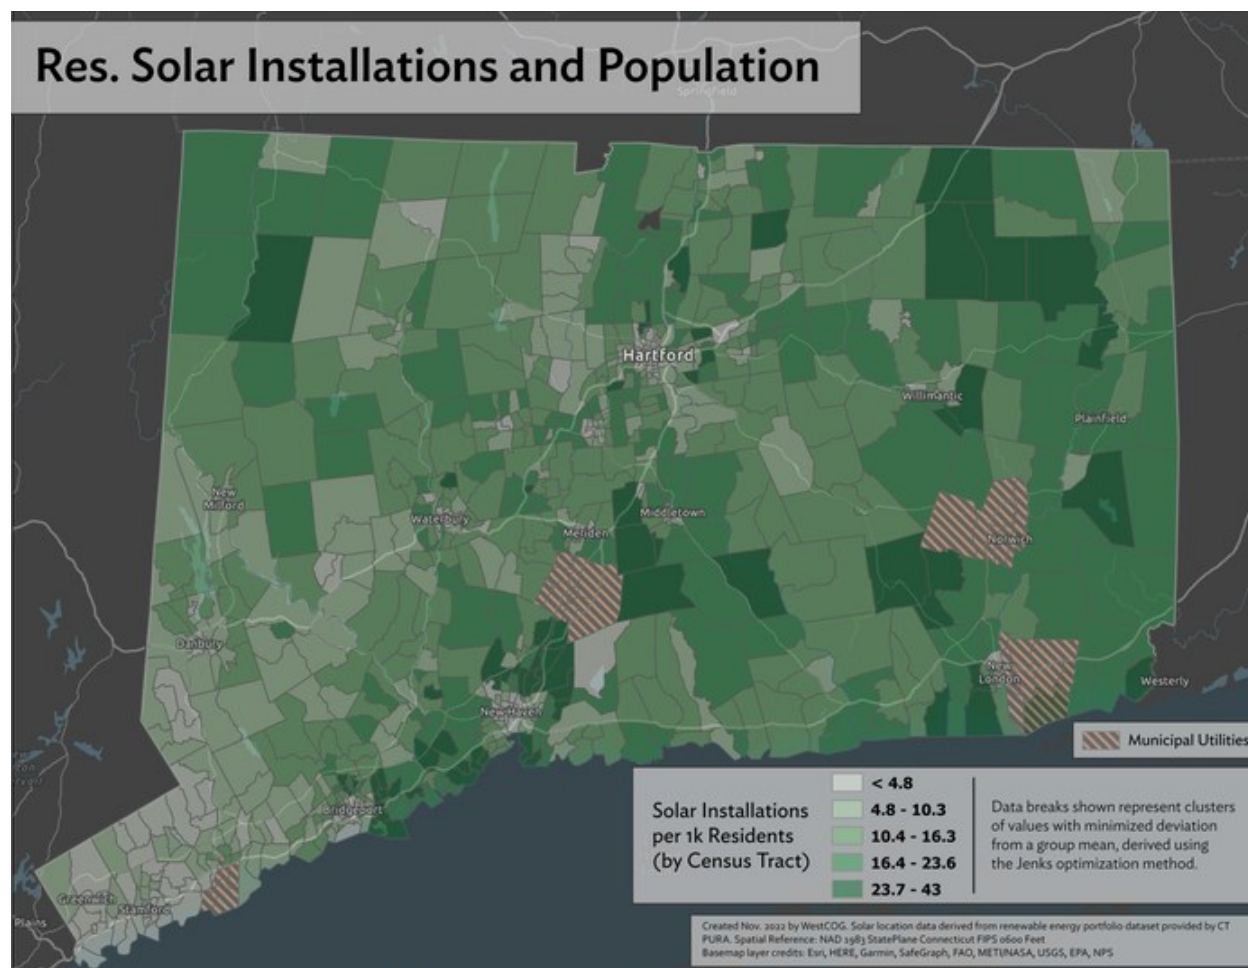 Res. Solar Installations and Population
Springfield
Hartford
Willimantic
Plainfield
New
Milford
Waterbury
Middletown
Meriden
Norwich
Danbury
New
London
Westerly
New Haven
Bridgeport
Greenwich
Stamford
Plains
Municipal Utilities
Solar Installations
per 1k Residents
(by Census Tract)
< 4.8
4.8 - 10.3
10.4 - 16.3
16.4 - 23.6
23.7 - 43
Data breaks shown represent clusters
of values with minimized deviation
from a group mean, derived using
the Jenks optimization method.
Created Nov. 2022 by WestCOG. Solar location data derived from renewable energy portfolio dataset provided by CT
PURA. Spatial Reference: NAD 1983 StatePlane Connecticut FIPS 0600 Feet
Basemap layer credits: Esri, HERE, Garmin, SafeGraph, FAO, METI/NASA, USGS, EPA, NPS